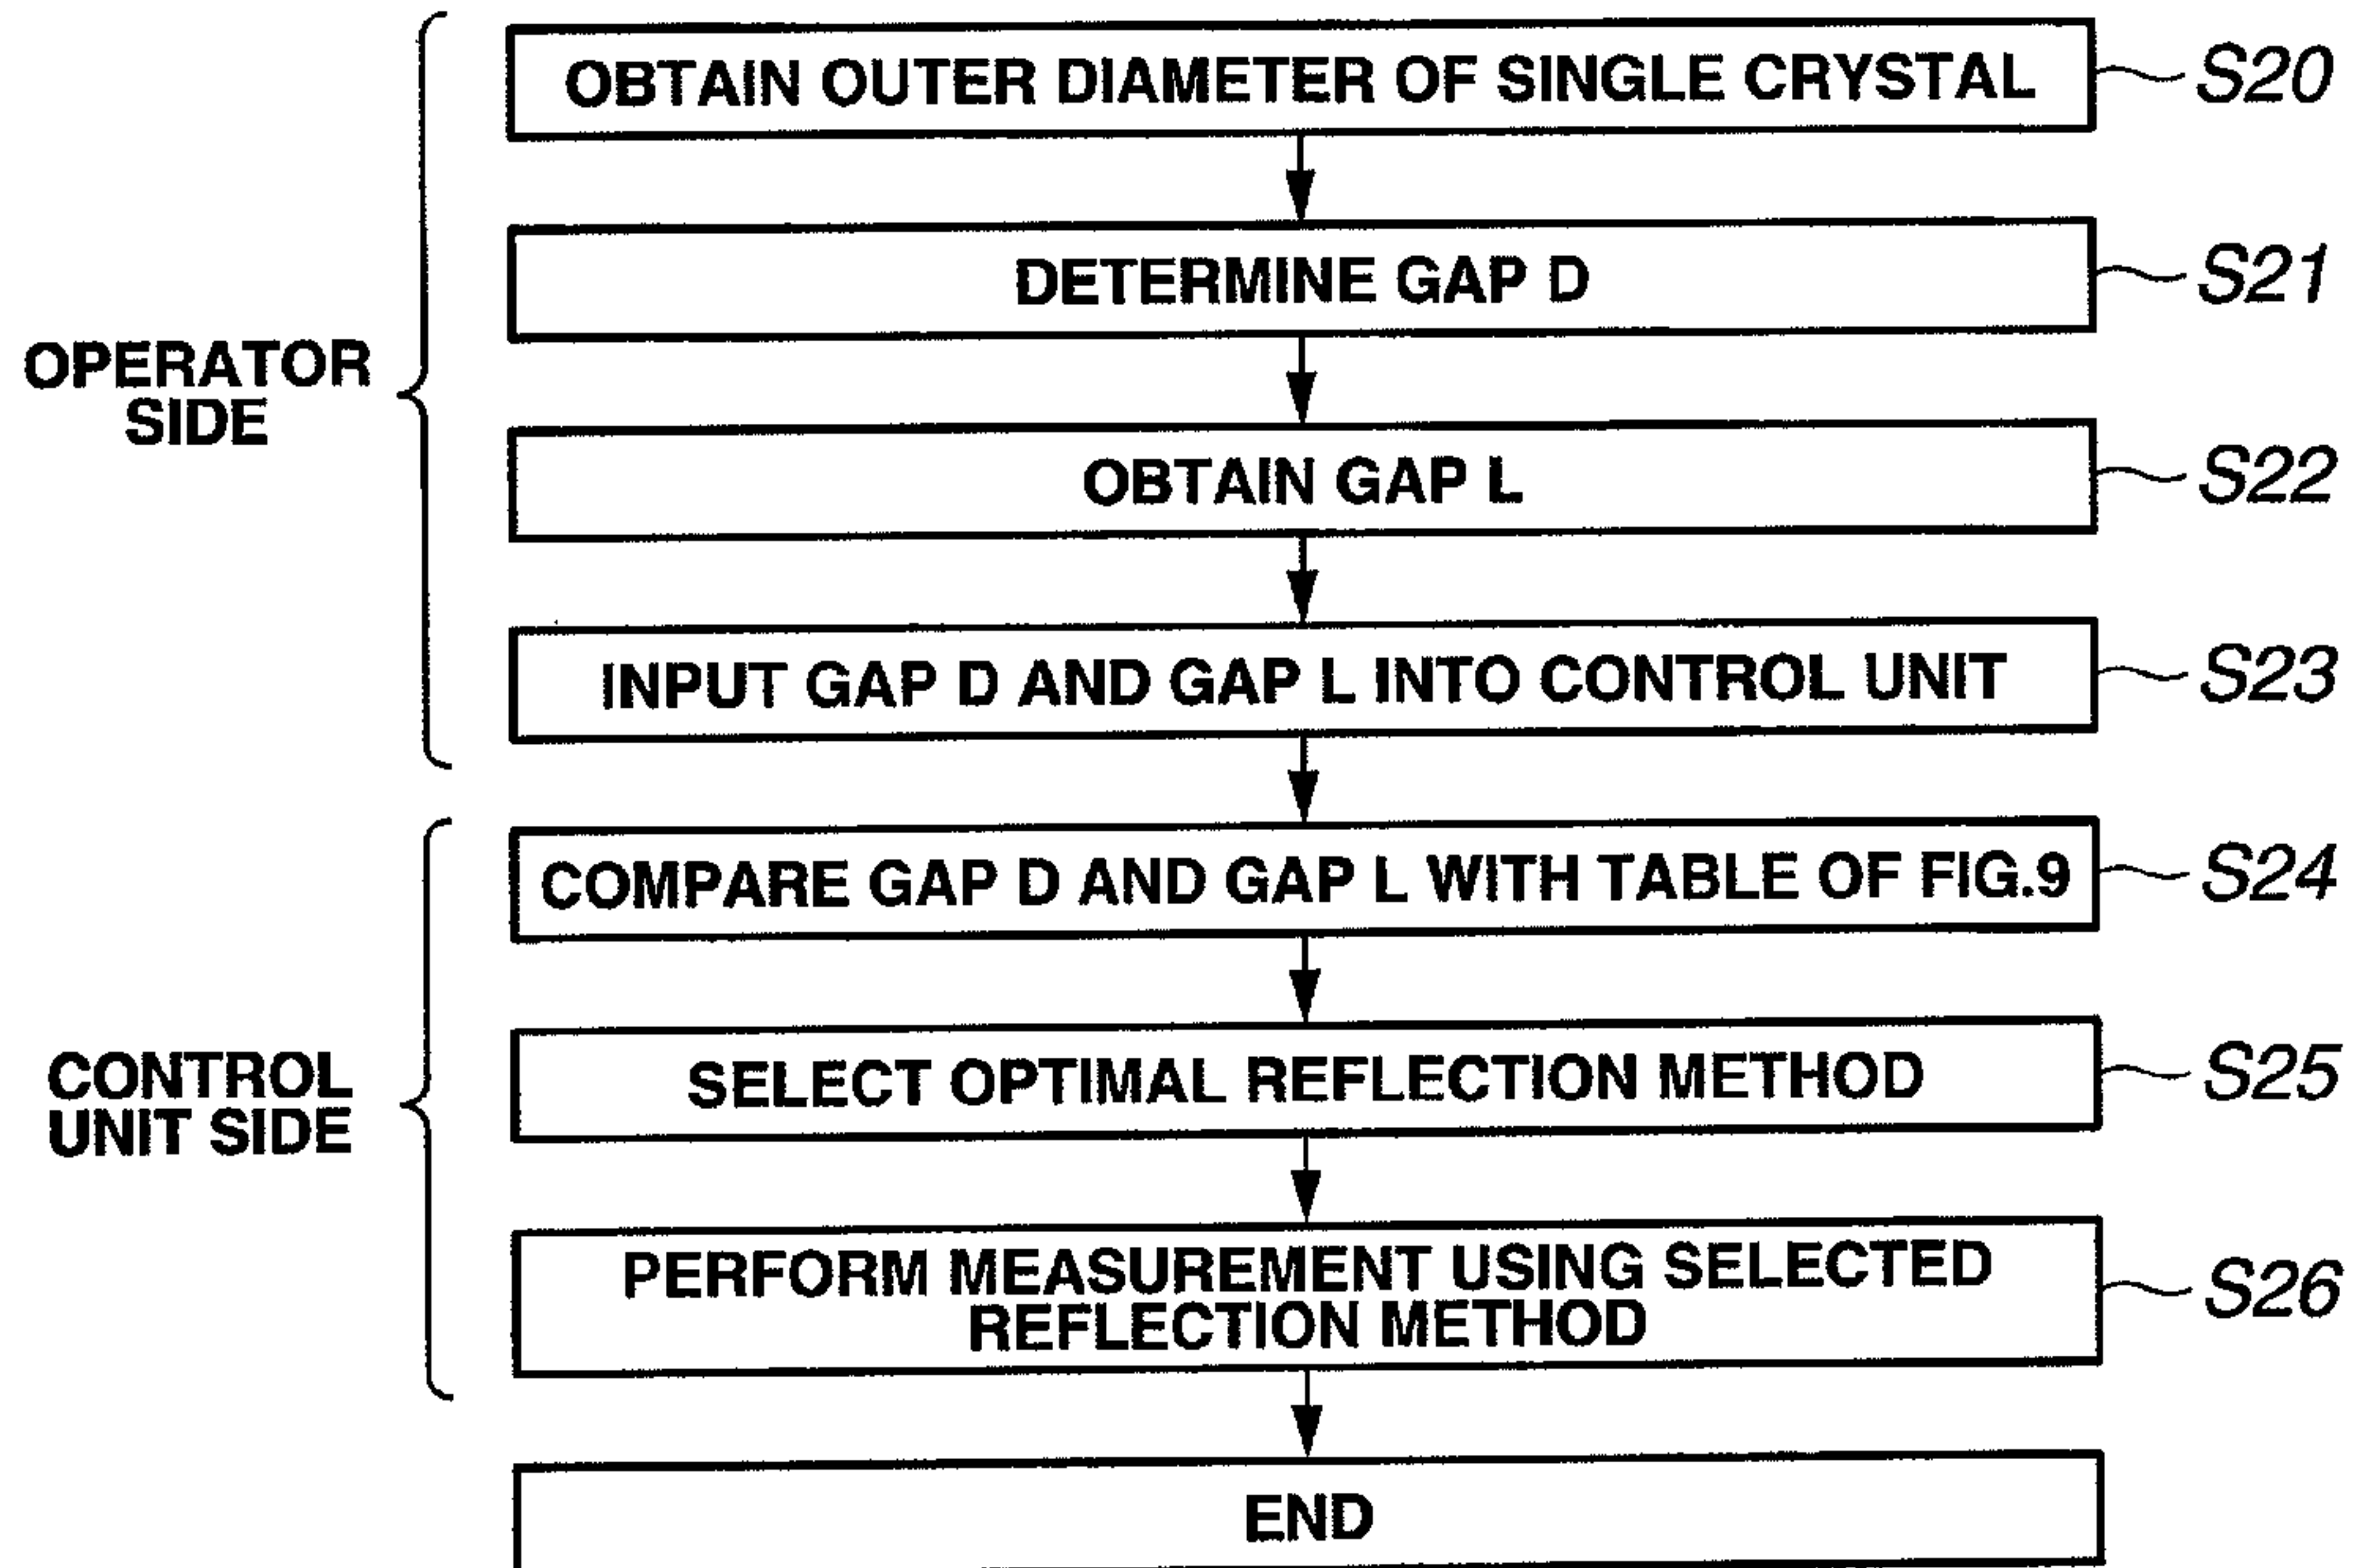 OBTAIN OUTER DIAMETER OF SINGLE CRYSTAL
S20
DETERMINE GAP D
S21
OPERATOR
SIDE
OBTAIN GAP L
S22
INPUT GAP D AND GAP L INTO CONTROL UNIT
S23
COMPARE GAP D AND GAP L WITH TABLE OF FIG.9
S24
CONTROL
UNIT SIDE
SELECT OPTIMAL REFLECTION METHOD
S25
PERFORM MEASUREMENT USING SELECTED
REFLECTION METHOD
S26
END